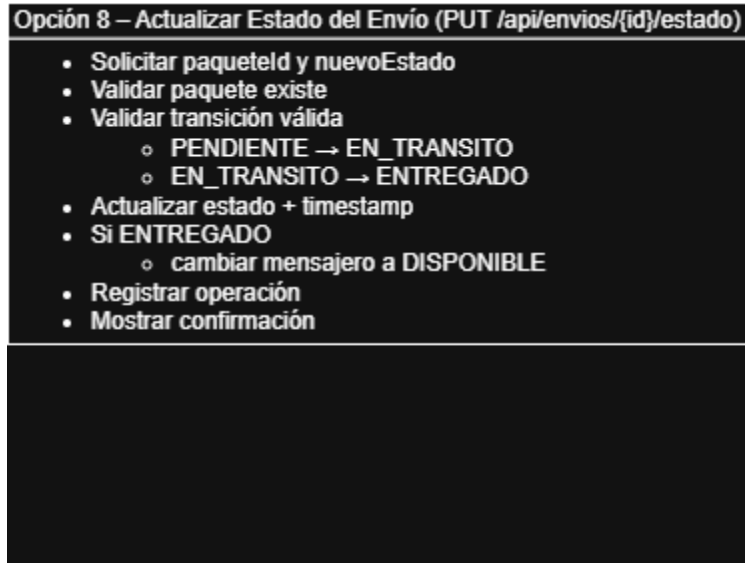 Opción 8 – Actualizar Estado del Envío (PUT /api/envios/{id}/estado)
• Solicitar paqueteId y nuevoEstado
• Validar paquete existe
• Validar transición válida
○ PENDIENTE → EN_TRANSITO
○ EN_TRANSITO → ENTREGADO
• Actualizar estado + timestamp
• Si ENTREGADO
○ cambiar mensajero a DISPONIBLE
• Registrar operación
• Mostrar confirmación